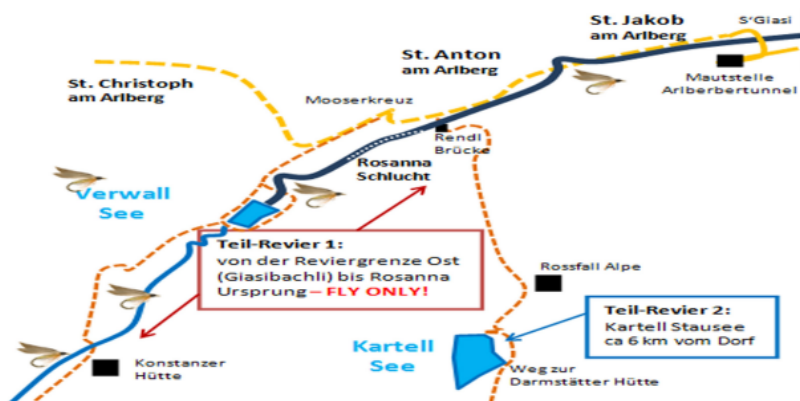 St. Jakob
am Arlberg
S'Giasi
St. Anton
am Arlberg
Mautstelle
Arlberbertunnel
St. Christoph
am Arlberg
Mooserkreuz
Rendl
Brücke
Rosanna
Schlucht
Verwall
See
Teil-Revier 1:
von der Reviergrenze Ost
(Giasibachli) bis Rosanna
Ursprung – FLY ONLY!
Rossfall Alpe
Teil-Revier 2:
Kartell Stausee
ca 6 km vom Dorf
Kartell
See
Konstanzer
Hütte
Weg zur
Darmstätter Hütte